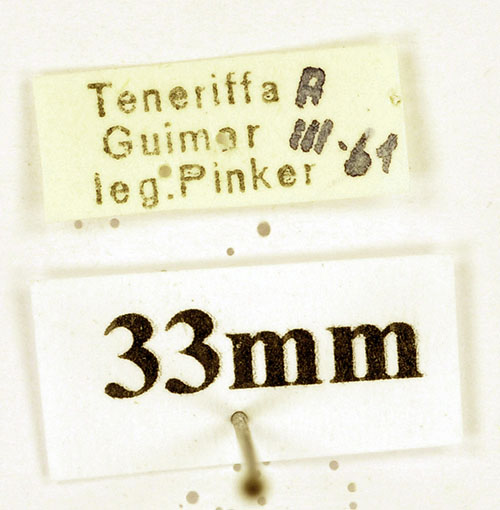 Teneriffa R
Guimar III.61
leg.Pinker
33mm